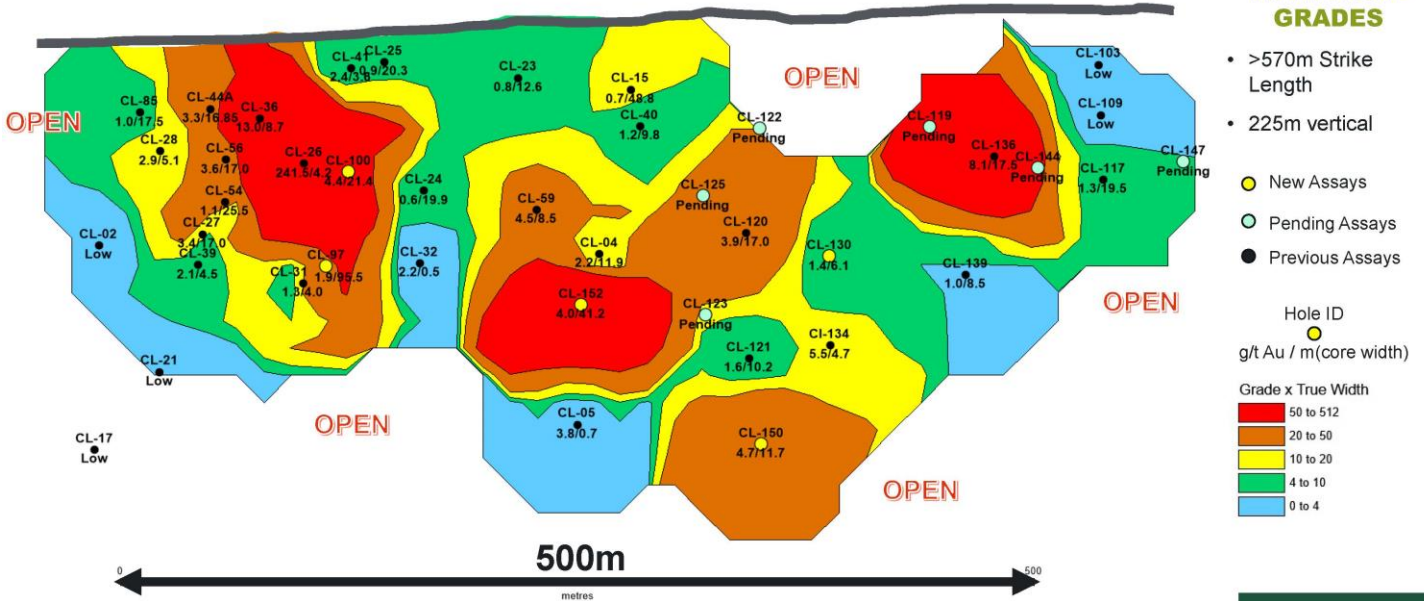 GRADES
• >570m Strike
Length
• 225m vertical
New Assays
Pending Assays
Previous Assays
Hole ID
g/t Au / m(core width)
Grade x True Width
50 to 512
20 to 50
10 to 20
4 to 10
0 to 4
OPEN
OPEN
OPEN
OPEN
OPEN
CL-85
1.0/17.5
CL-28
2.9/5.1
CL-44A
3.3/16.85
CL-36
13.0/8.7
CL-56
3.6/17.0
CL-26
241.5/4.2
CL-100
4.4/21.4
CL-54
1.1/25.5
CL-27
3.4/17.0
CL-39
2.1/4.5
CL-02
Low
CL-21
Low
CL-17
Low
CL-31
1.3/4.0
CL-97
1.9/95.5
CL-41
CL-25
0.9/20.3
CL-23
0.8/12.6
CL-15
0.7/48.8
CL-40
1.2/9.8
CL-24
0.6/19.9
CL-32
2.2/0.5
CL-59
4.5/8.5
CL-04
2.2/11.9
CL-152
4.0/41.2
CL-05
3.8/0.7
CL-122
Pending
CL-125
Pending
CL-120
3.9/17.0
CL-123
Pending
CL-121
1.6/10.2
CL-130
1.4/6.1
CI-134
5.5/4.7
CL-150
4.7/11.7
CL-119
Pending
CL-136
8.1/17.5
CL-144
Pending
CL-103
Low
CL-109
Low
CL-117
1.3/19.5
CL-147
Pending
CL-139
1.0/8.5
500m
0
500
metres